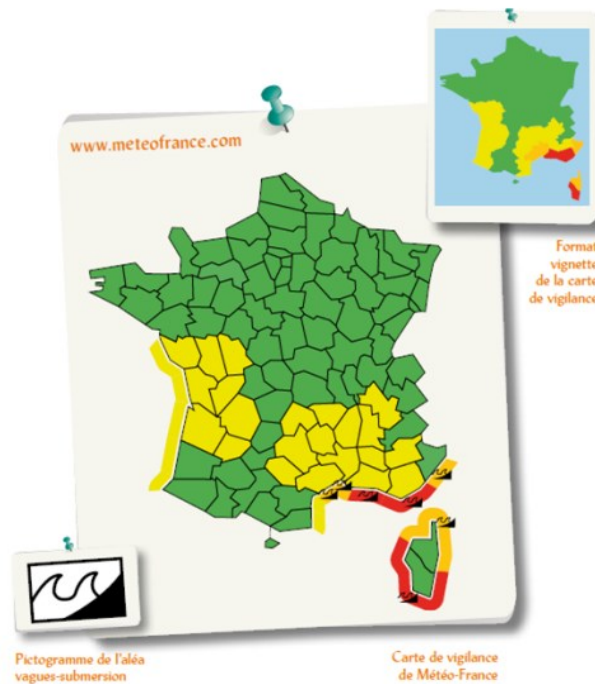 www.meteofrance.com
Format
vignette
de la carte
de vigilance
Pictogramme de l'aléa
vagues-submersion
Carte de vigilance
de Météo-France